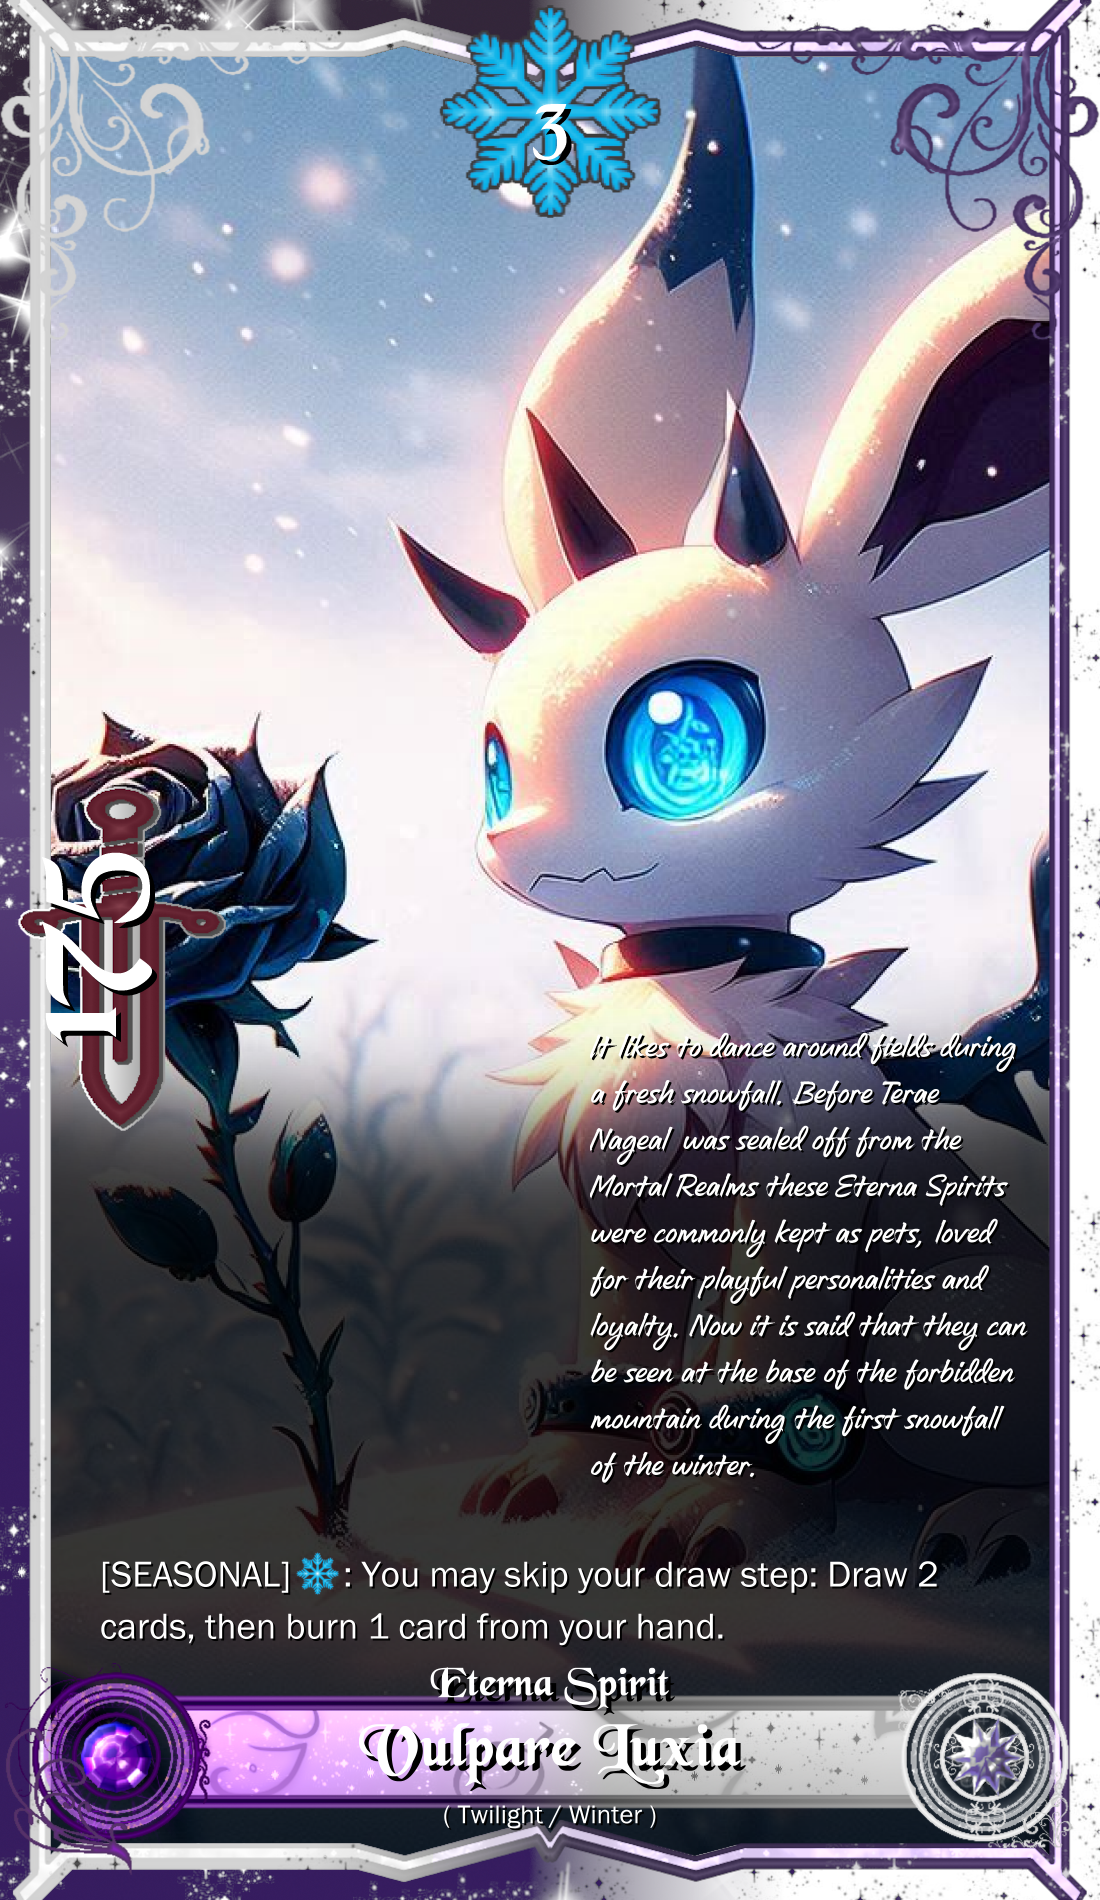 3
175
It likes to dance around fields during
a fresh snowfall. Before Terae
Nageal was sealed off from the
Mortal Realms these Eterna Spirits
were commonly kept as pets, loved
for their playful personalities and
loyalty. Now it is said that they can
be seen at the base of the forbidden
mountain during the first snowfall
of the winter.
[SEASONAL] ❄: You may skip your draw step: Draw 2
cards, then burn 1 card from your hand.
Eterna Spirit
Vulpare Luxia
( Twilight / Winter )